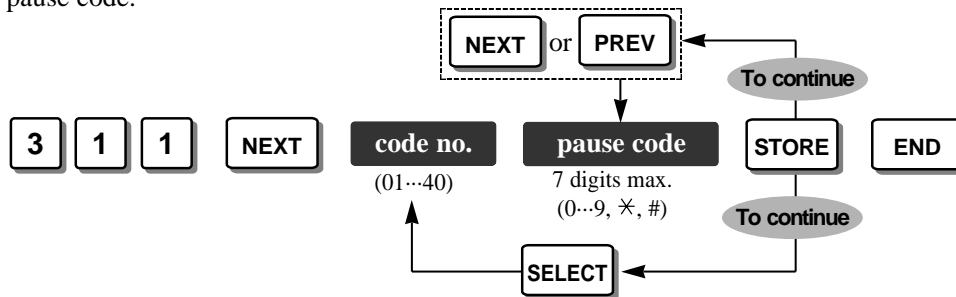 pause code.
NEXT or PREV
To continue
3 1 1 NEXT code no. pause code STORE END
(01···40) 7 digits max.
(0···9, ✕, #)
To continue
SELECT